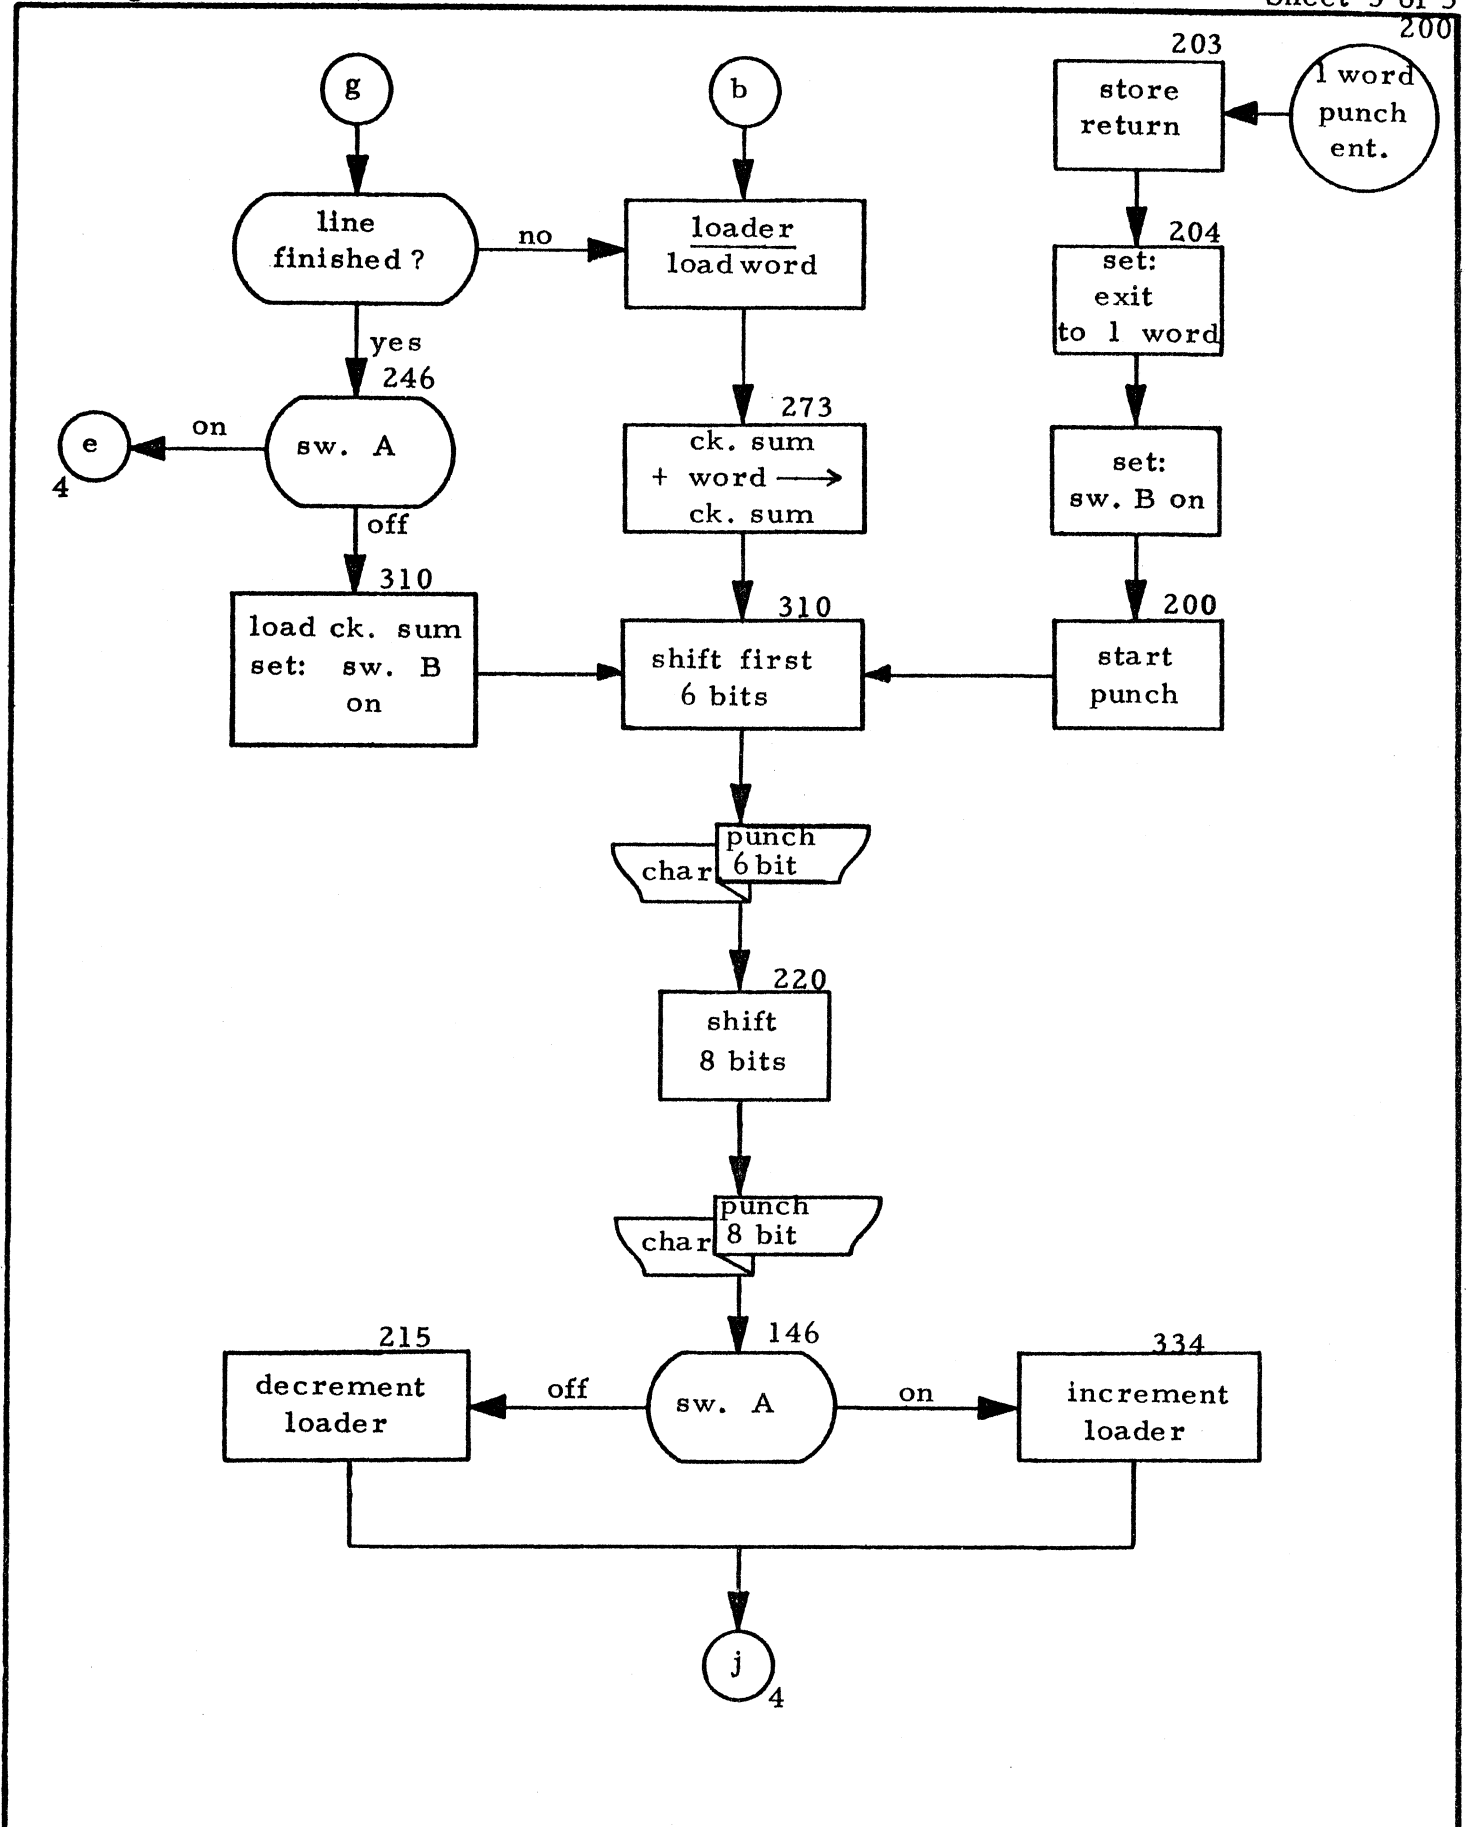 200
203
g
b
store
return
1 word
punch
ent.
line
finished ?
no
loader
loadword
204
set:
exit
to 1 word
yes
246
on
e
4
sw. A
273
ck. sum
+ word →
ck. sum
set:
sw. B on
off
310
load ck. sum
set: sw. B
on
310
shift first
6 bits
200
start
punch
punch
6 bit
char
220
shift
8 bits
punch
8 bit
char
215
decrement
loader
off
146
sw. A
on
334
increment
loader
j
4